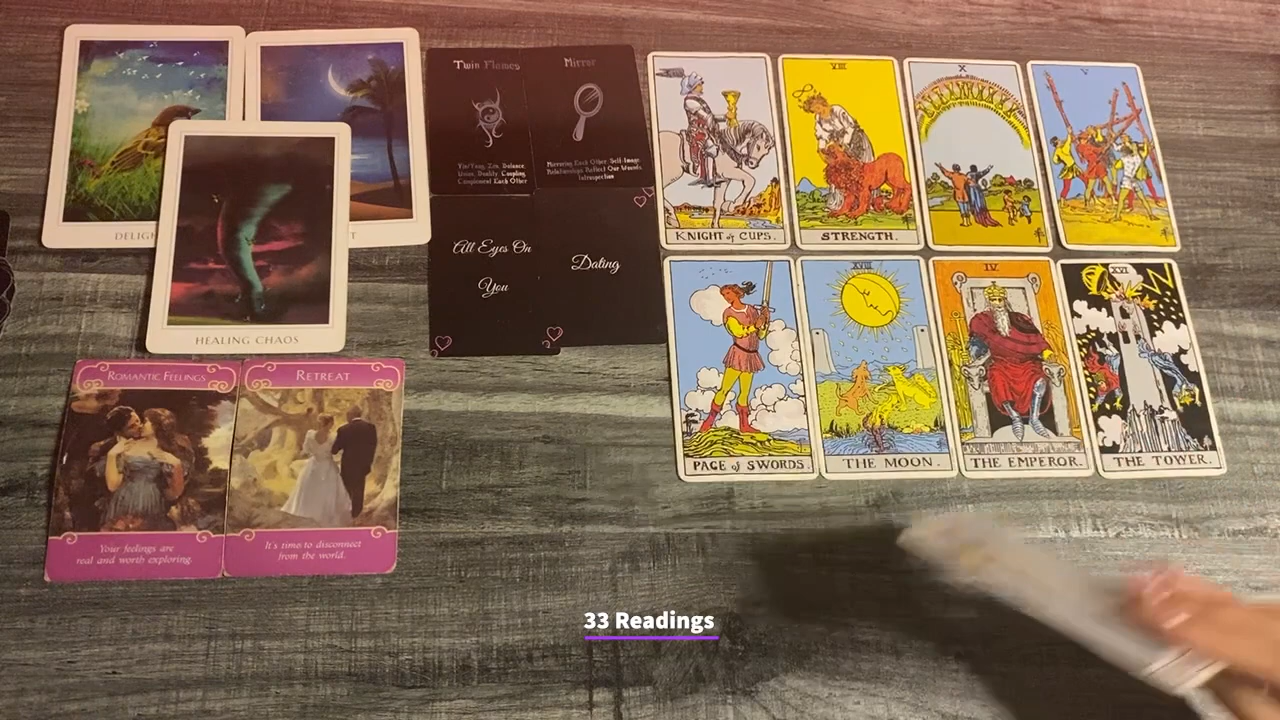 DELIGH
T
HEALING CHAOS
ROMANTIC FEELINGS
Your feelings are
real and worth exploring.
RETREAT
It's time to disconnect
from the world.
Twin Flames
Yin/Yang, Zen, Balance
Union, Duality, Coupling
Compliment Each Other
Mirror
Mirroring Each Other, Self-Image
Relationships Reflect Our Wounds
Introspection
All Eyes On
You
Dating
KNIGHT of CUPS.
VIII
STRENGTH.
X
V
PAGE of SWORDS.
XVIII
THE MOON.
IV
THE EMPEROR.
XVI
THE TOWER.
33 Readings